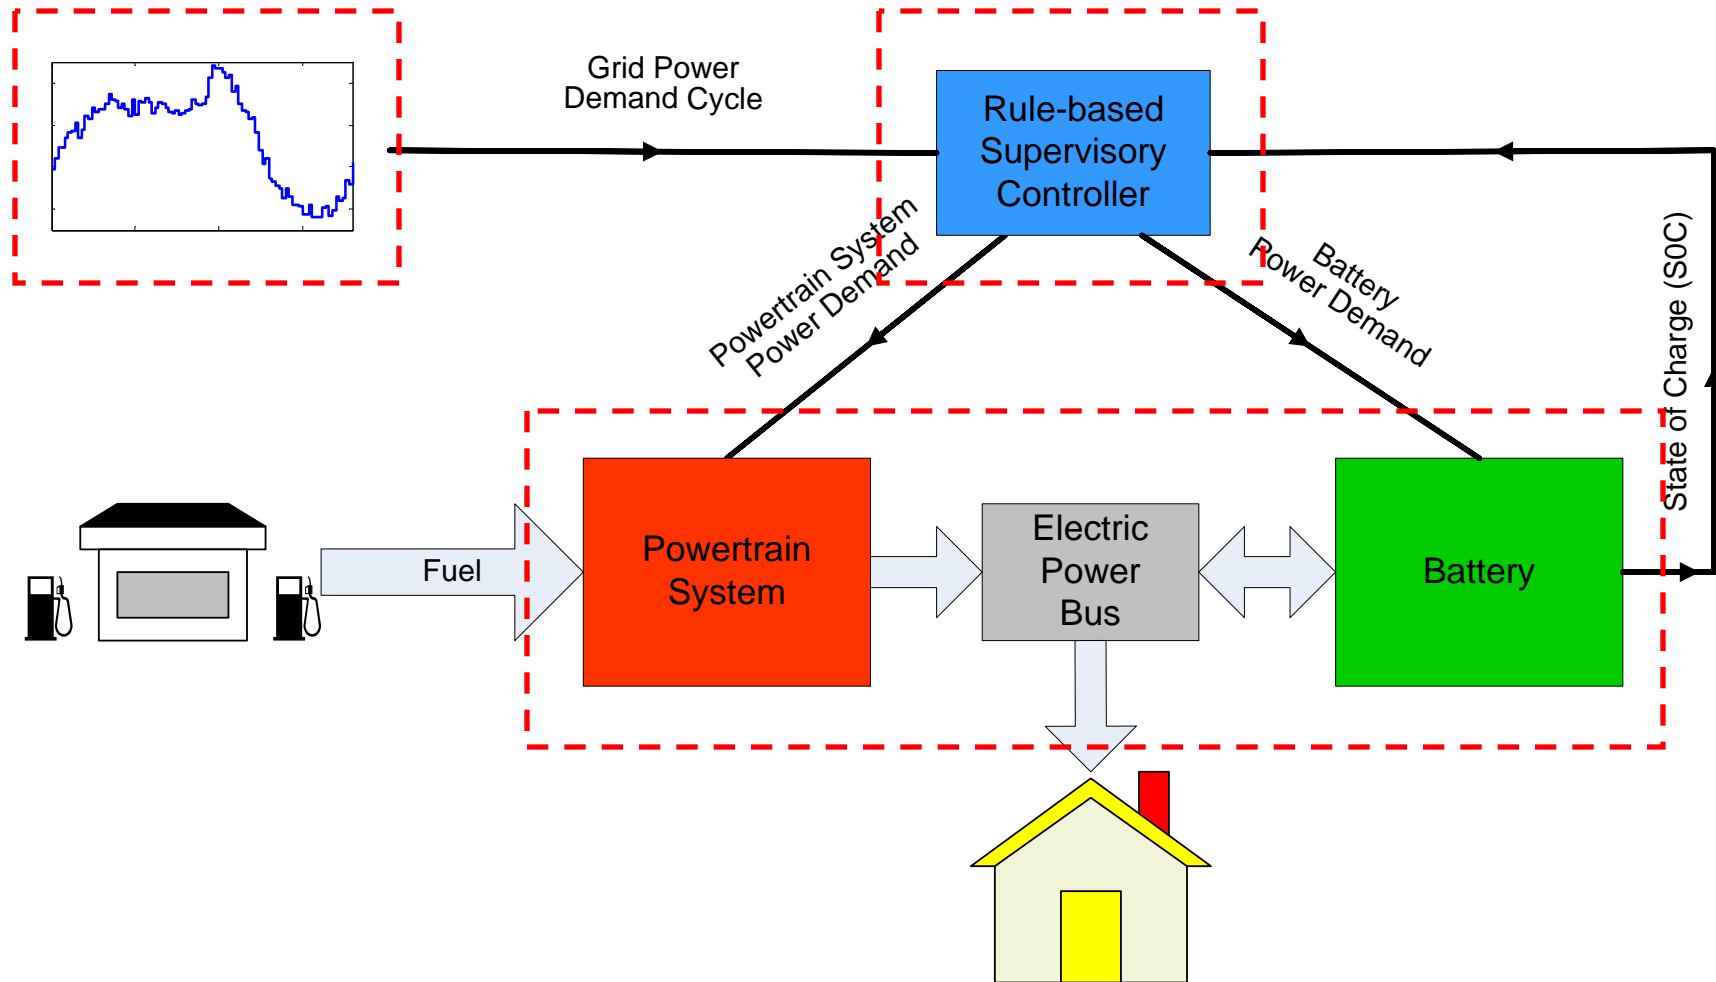 Grid Power
Demand Cycle
Rule-based
Supervisory
Controller
Powertrain System
Power Demand
Battery
Power Demand
State of Charge (S0C)
Fuel
Powertrain
System
Electric
Power
Bus
Battery